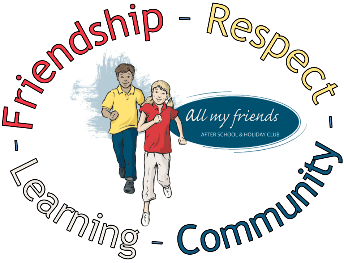 - Friendship - Respect
All my friends
AFTER SCHOOL & HOLIDAY CLUB
Learning - Community -